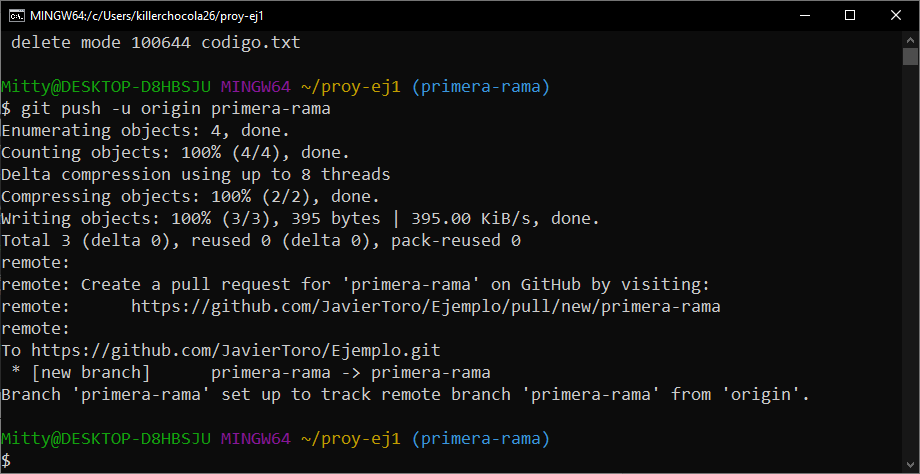 MINGW64:/c/Users/killerchocola26/proy-ej1
delete mode 100644 codigo.txt
Mitty@DESKTOP-D8HBSJU MINGW64 ~/proy-ej1 (primera-rama)
$ git push -u origin primera-rama
Enumerating objects: 4, done.
Counting objects: 100% (4/4), done.
Delta compression using up to 8 threads
Compressing objects: 100% (2/2), done.
Writing objects: 100% (3/3), 395 bytes | 395.00 KiB/s, done.
Total 3 (delta 0), reused 0 (delta 0), pack-reused 0
remote:
remote: Create a pull request for 'primera-rama' on GitHub by visiting:
remote:      https://github.com/JavierToro/Ejemplo/pull/new/primera-rama
remote:
To https://github.com/JavierToro/Ejemplo.git
 * [new branch]      primera-rama -> primera-rama
Branch 'primera-rama' set up to track remote branch 'primera-rama' from 'origin'.
Mitty@DESKTOP-D8HBSJU MINGW64 ~/proy-ej1 (primera-rama)
$